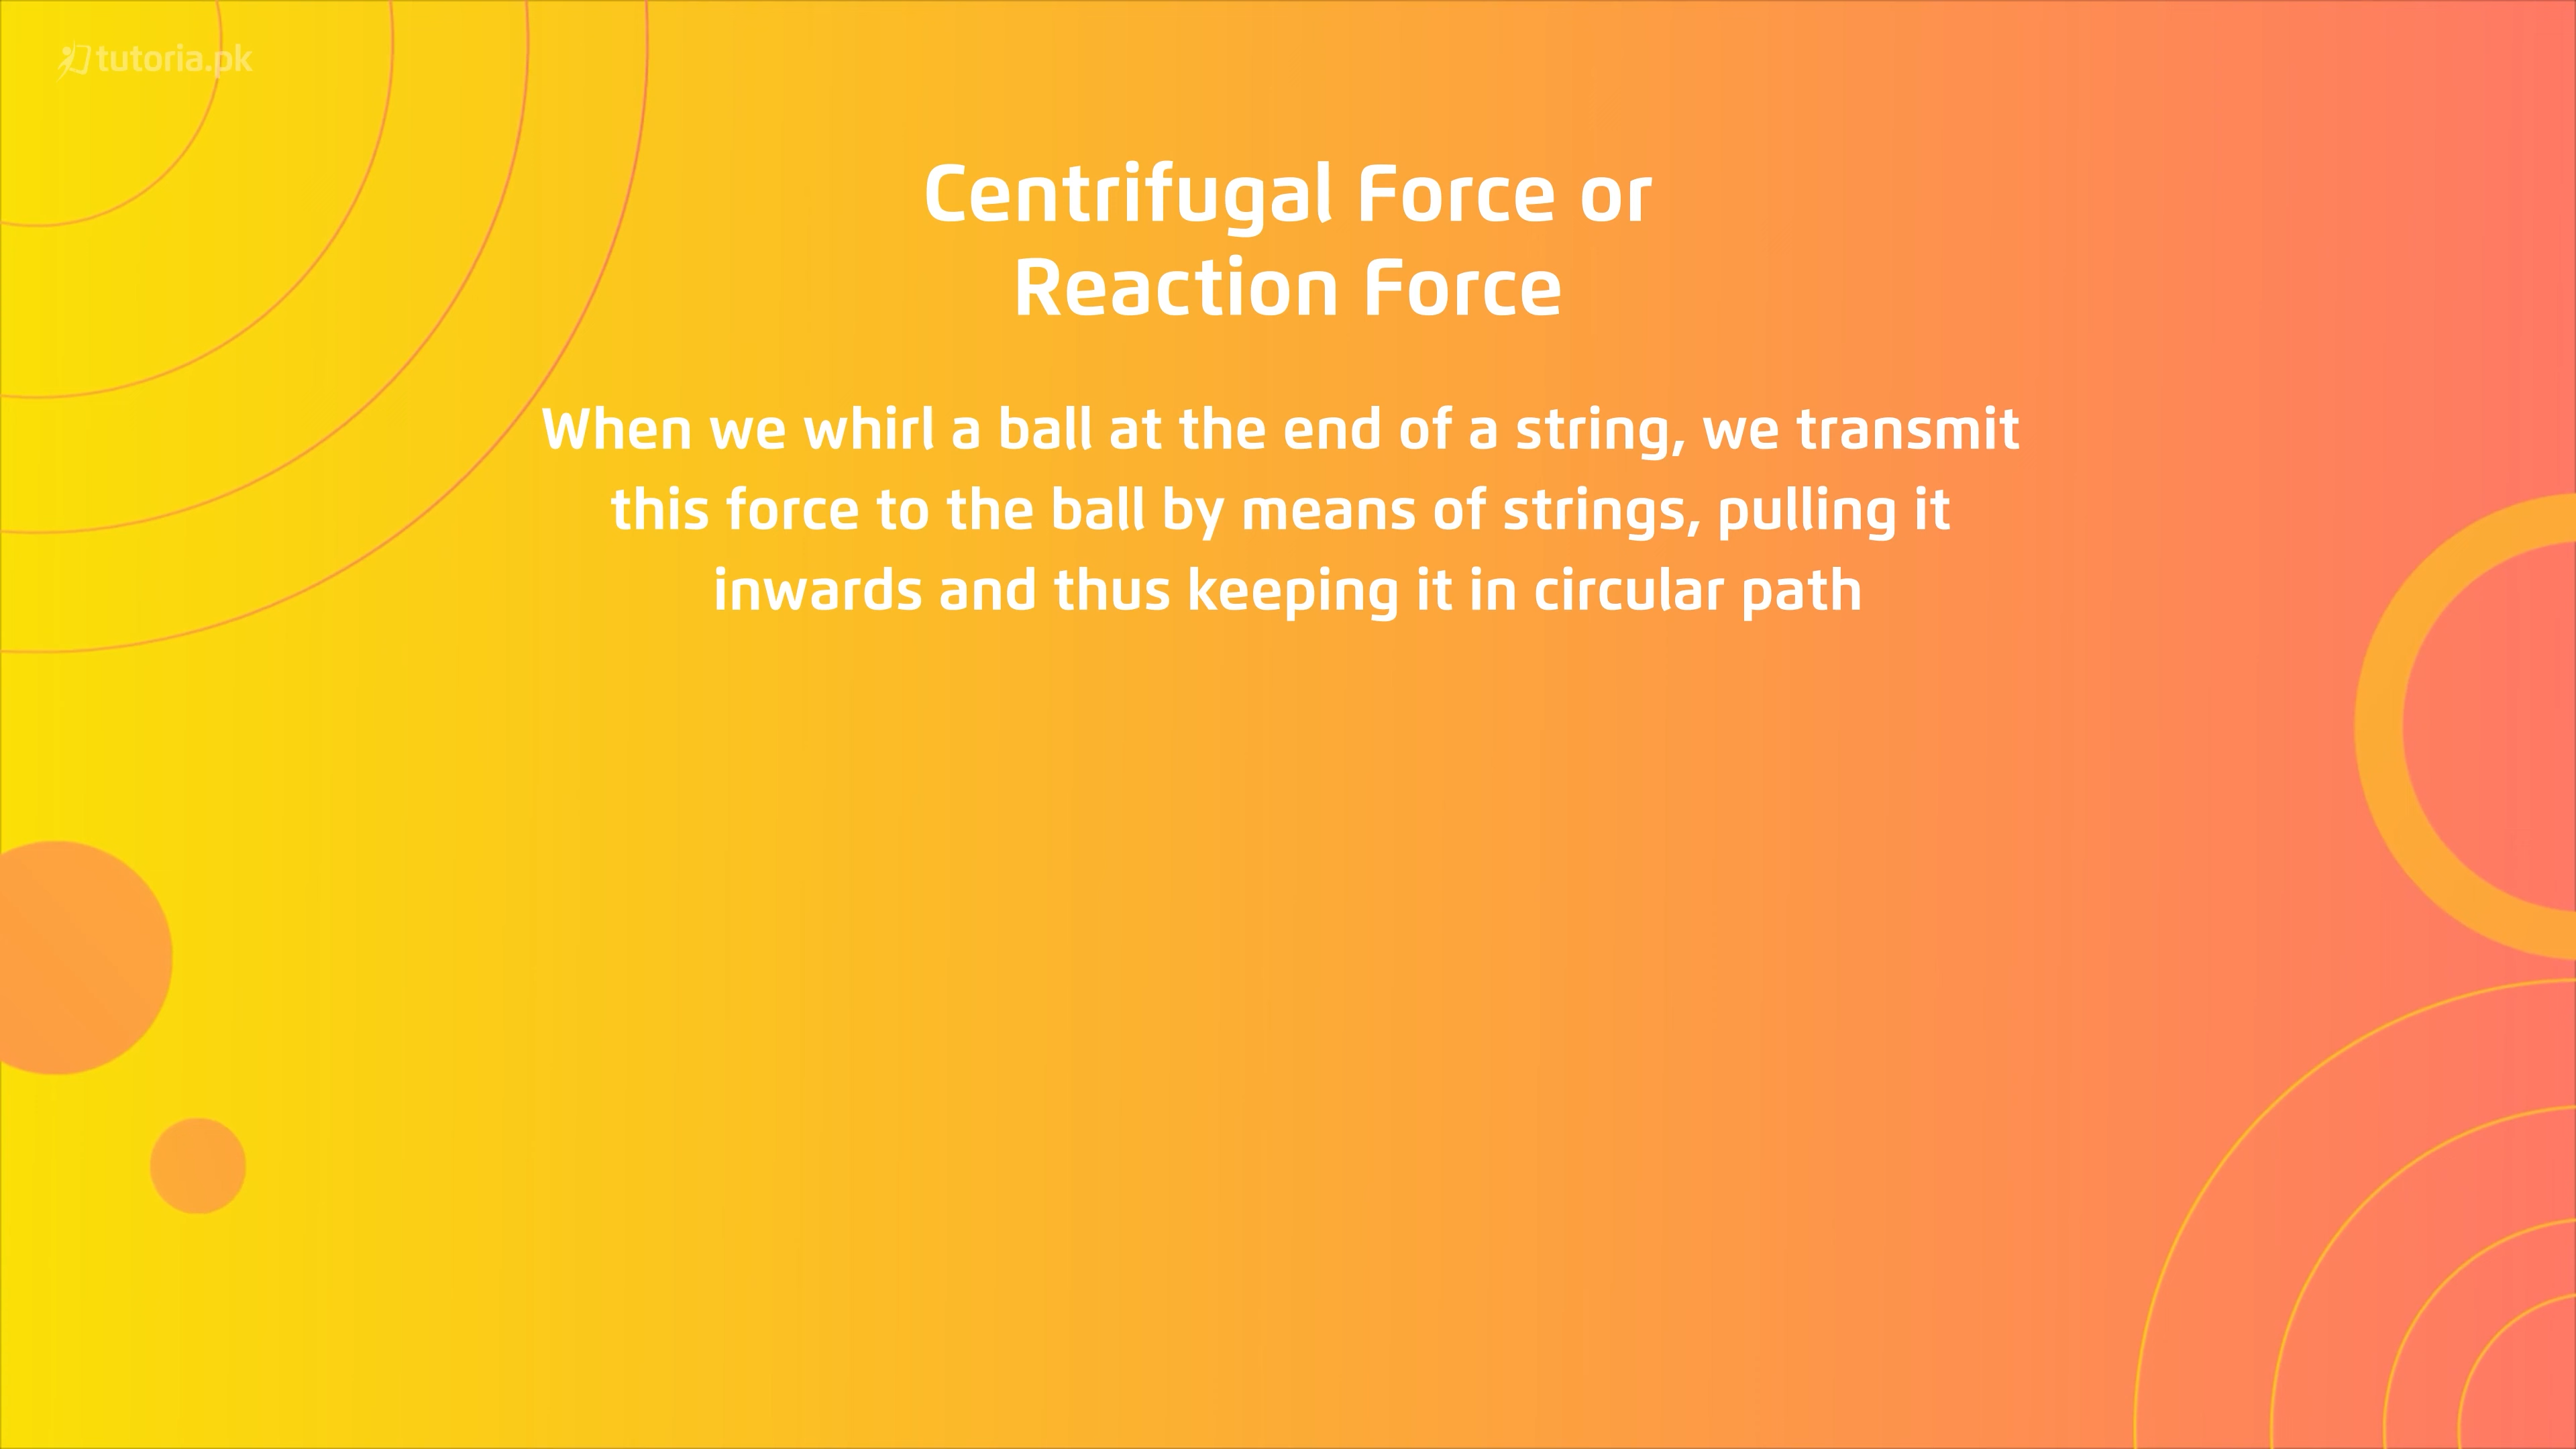 tutoria.pk
Centrifugal Force or
Reaction Force
When we whirl a ball at the end of a string, we transmit
this force to the ball by means of strings, pulling it
inwards and thus keeping it in circular path